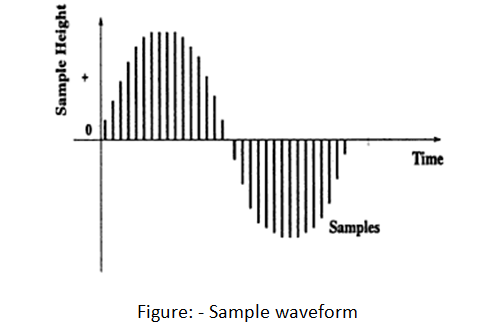 Sample Height
+
0
Time
Samples
Figure: - Sample waveform